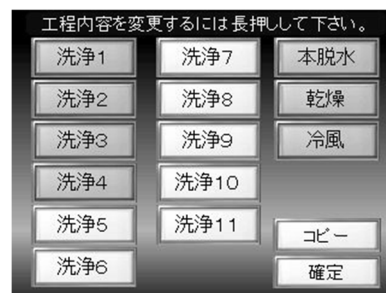 工程内容を変更するには長押しして下さい。
洗浄1
洗浄7
本脱水
洗浄2
洗浄8
乾燥
洗浄3
洗浄9
冷風
洗浄4
洗浄10
洗浄5
洗浄11
コピー
洗浄6
確定